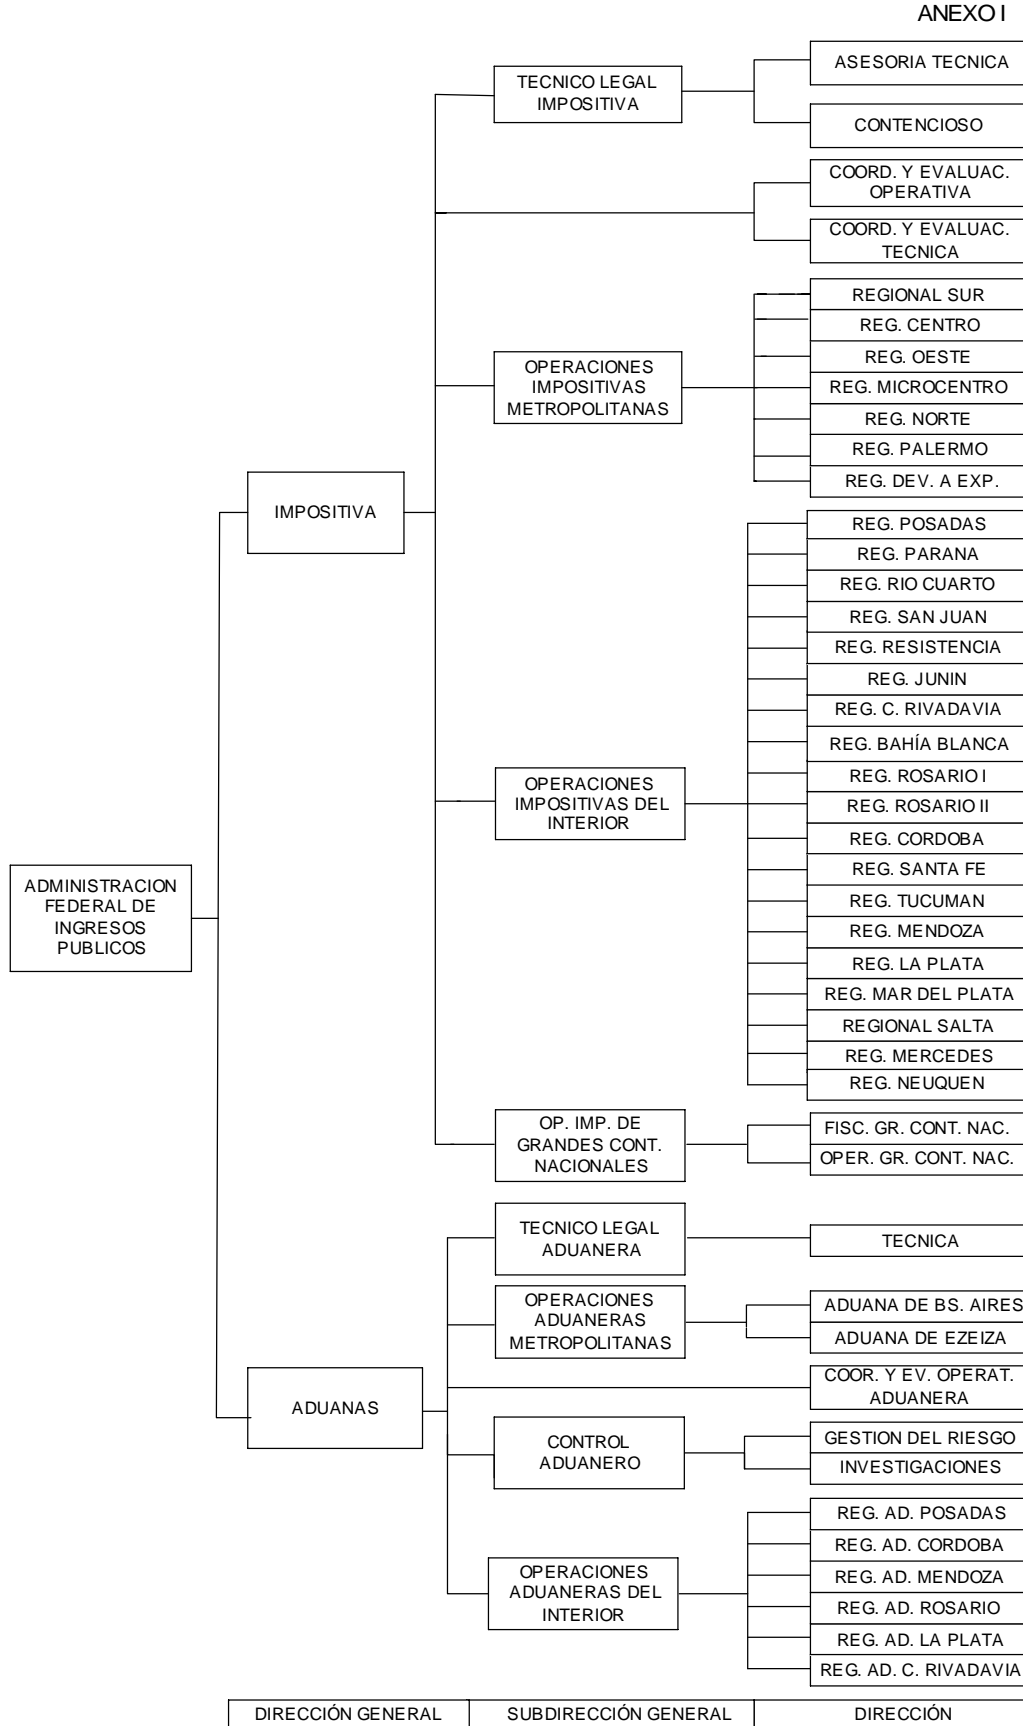 ANEXO I
ASESORIA TECNICA
TECNICO LEGAL
IMPOSITIVA
CONTENCIOSO
COORD. Y EVALUAC.
OPERATIVA
COORD. Y EVALUAC.
TECNICA
REGIONAL SUR
REG. CENTRO
REG. OESTE
OPERACIONES
IMPOSITIVAS
METROPOLITANAS
REG. MICROCENTRO
REG. NORTE
REG. PALERMO
REG. DEV. A EXP.
IMPOSITIVA
REG. POSADAS
REG. PARANA
REG. RIO CUARTO
REG. SAN JUAN
REG. RESISTENCIA
REG. JUNIN
REG. C. RIVADAVIA
REG. BAHÍA BLANCA
REG. ROSARIO I
OPERACIONES
IMPOSITIVAS DEL
INTERIOR
REG. ROSARIO II
REG. CORDOBA
REG. SANTA FE
REG. TUCUMAN
REG. MENDOZA
REG. LA PLATA
REG. MAR DEL PLATA
REGIONAL SALTA
REG. MERCEDES
REG. NEUQUEN
ADMINISTRACION
FEDERAL DE
INGRESOS
PUBLICOS
OP. IMP. DE
GRANDES CONT.
NACIONALES
FISC. GR. CONT. NAC.
OPER. GR. CONT. NAC.
TECNICO LEGAL
ADUANERA
TECNICA
OPERACIONES
ADUANERAS
METROPOLITANAS
ADUANA DE BS. AIRES
ADUANA DE EZEIZA
COOR. Y EV. OPERAT.
ADUANERA
ADUANAS
CONTROL
ADUANERO
GESTION DEL RIESGO
INVESTIGACIONES
REG. AD. POSADAS
REG. AD. CORDOBA
OPERACIONES
ADUANERAS DEL
INTERIOR
REG. AD. MENDOZA
REG. AD. ROSARIO
REG. AD. LA PLATA
REG. AD. C. RIVADAVIA
DIRECCIÓN GENERAL
SUBDIRECCIÓN GENERAL
DIRECCIÓN